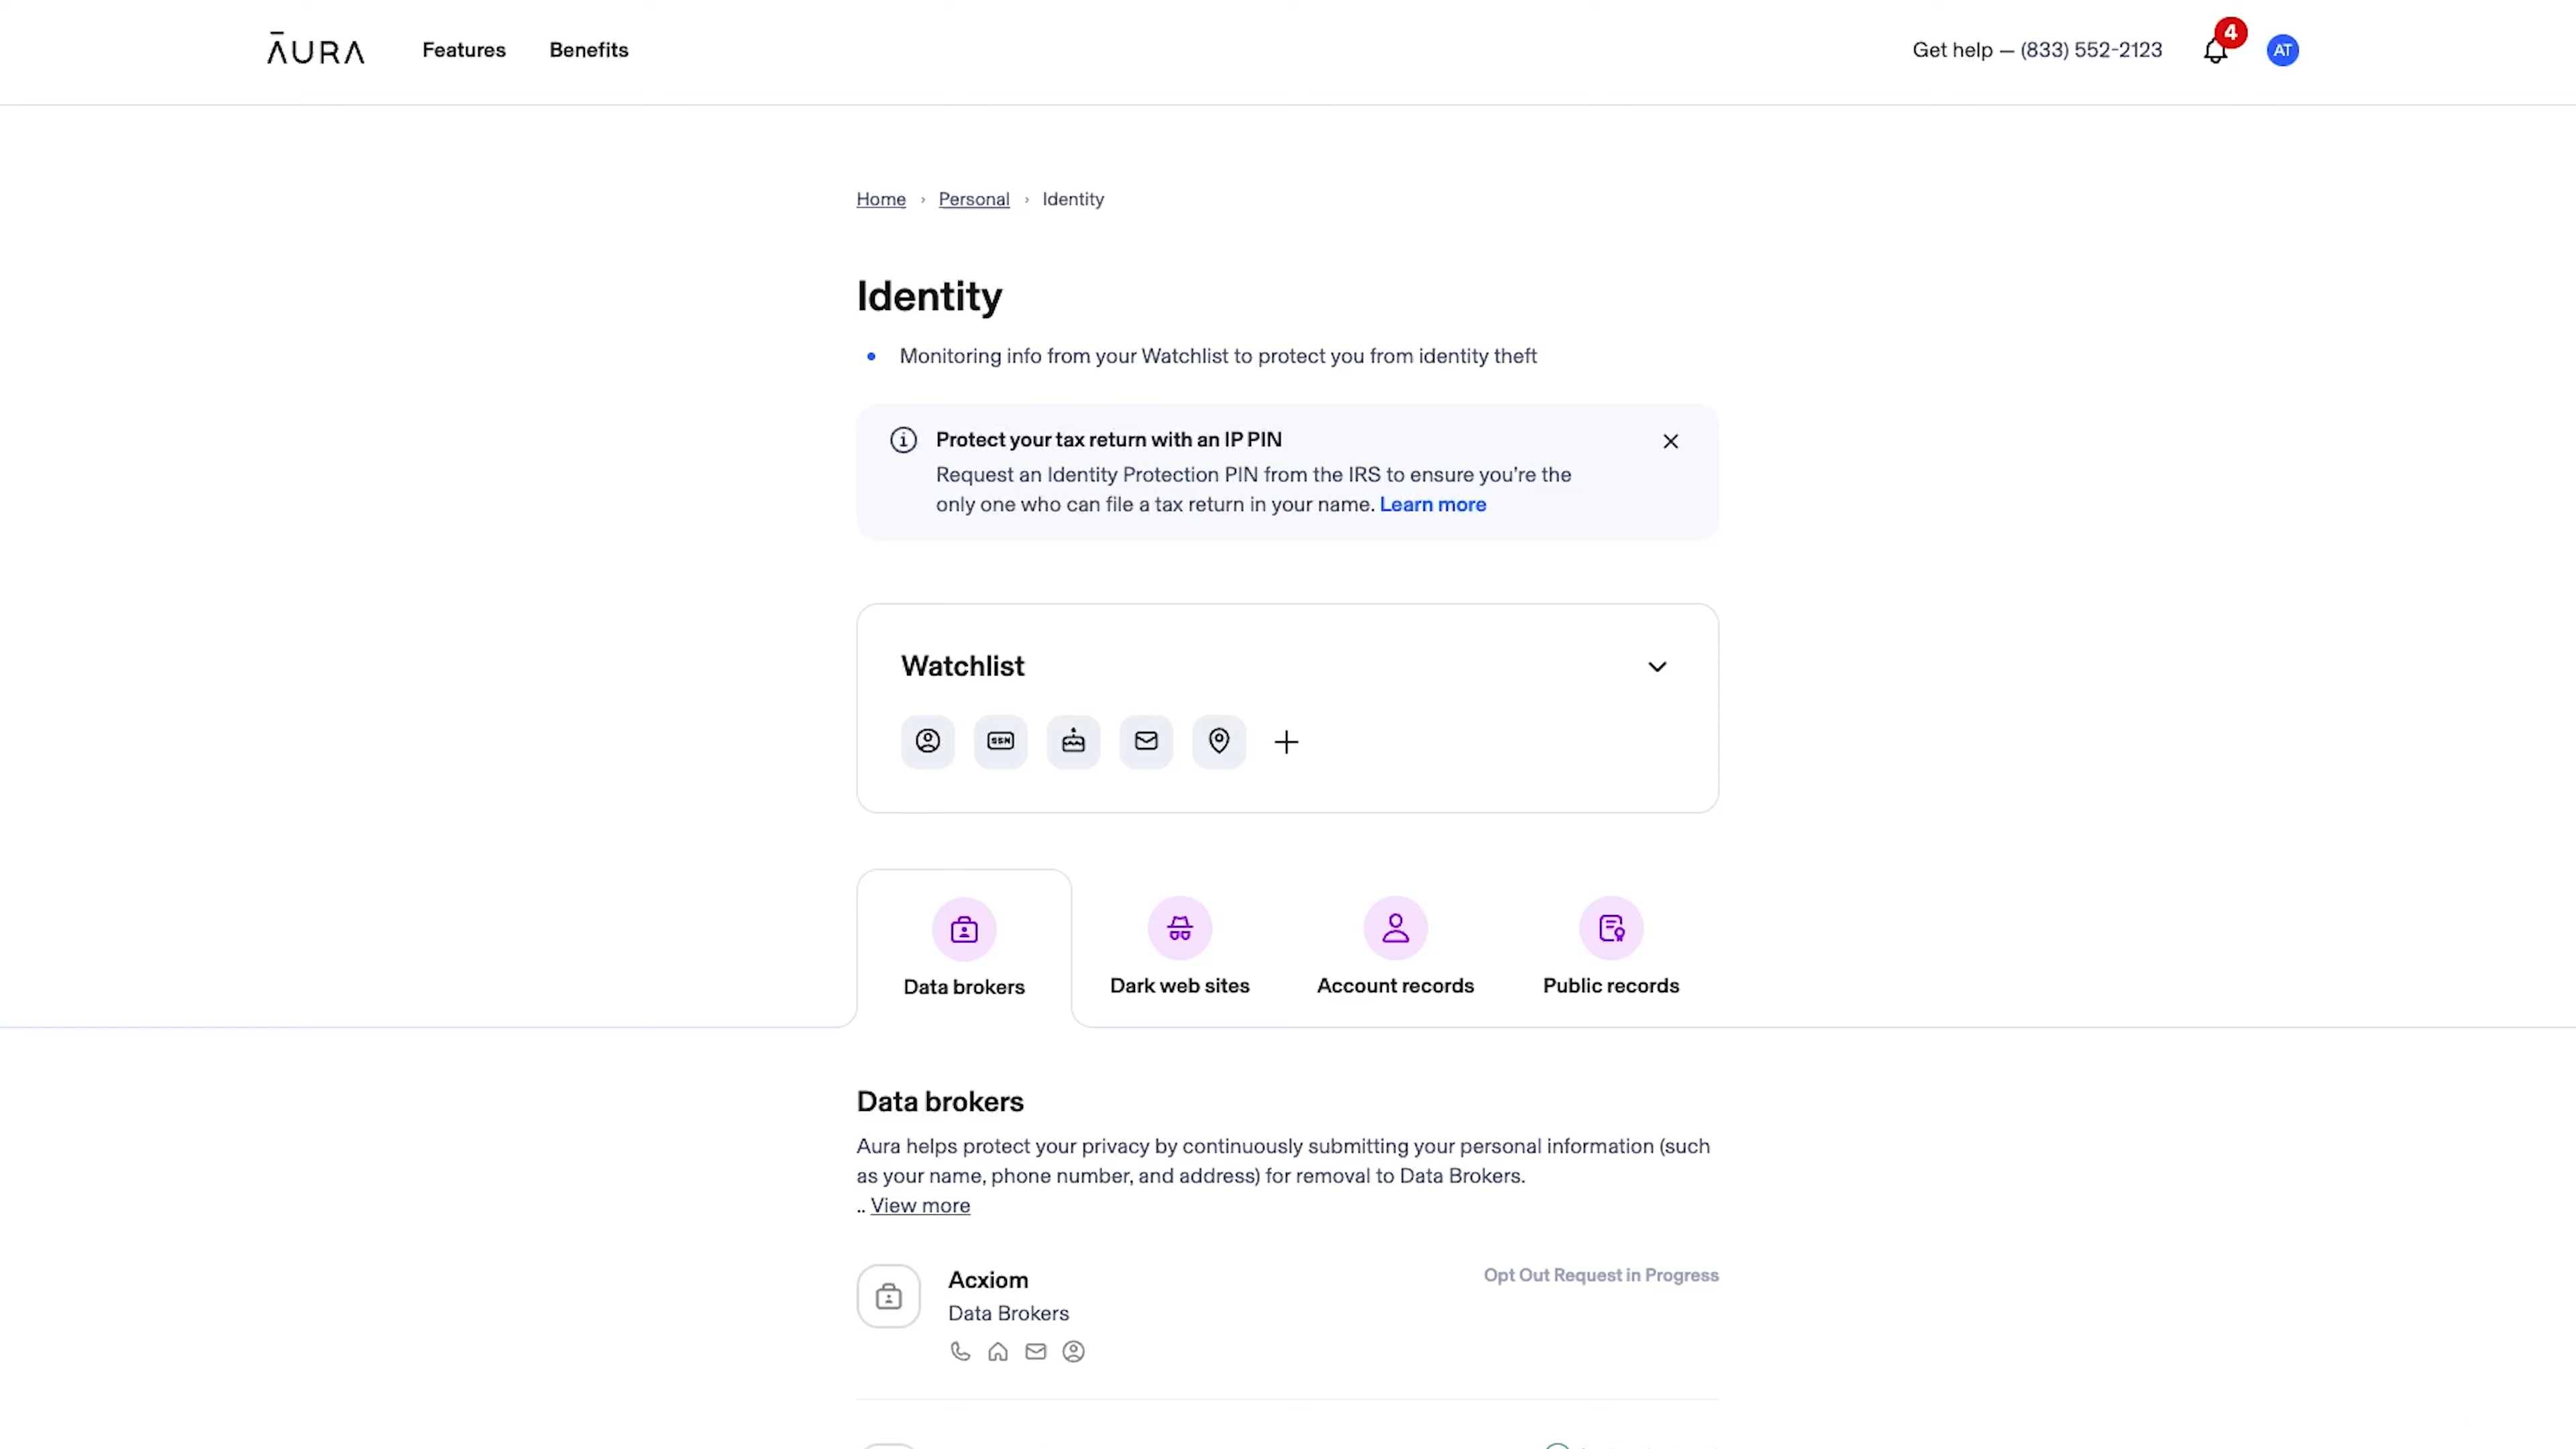 ĀURA
Features
Benefits
Get help — (833) 552-2123
4
AT
Home › Personal › Identity
Identity
• Monitoring info from your Watchlist to protect you from identity theft
Protect your tax return with an IP PIN
Request an Identity Protection PIN from the IRS to ensure you're the
only one who can file a tax return in your name. Learn more
Watchlist
SSN
Data brokers
Dark web sites
Account records
Public records
Data brokers
Aura helps protect your privacy by continuously submitting your personal information (such
as your name, phone number, and address) for removal to Data Brokers.
.. View more
Acxiom
Opt Out Request in Progress
Data Brokers